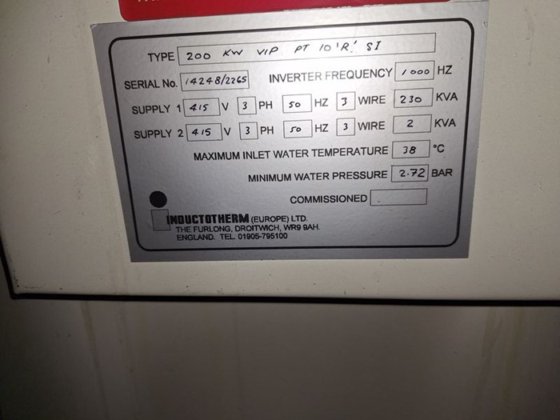 TYPE 200 KW VIP PT 10 'R'. SI
SERIAL No. 14248/2265 INVERTER FREQUENCY 1000 HZ
SUPPLY 1 415 V 3 PH 50 HZ 3 WIRE 230 KVA
SUPPLY 2 415 V 3 PH 50 HZ 3 WIRE 2 KVA
MAXIMUM INLET WATER TEMPERATURE 38 °C
MINIMUM WATER PRESSURE 2.72 BAR
COMMISSIONED
INDUCTOTHERM (EUROPE) LTD.
THE FURLONG, DROITWICH, WR9 9AH.
ENGLAND. TEL. 01905-795100